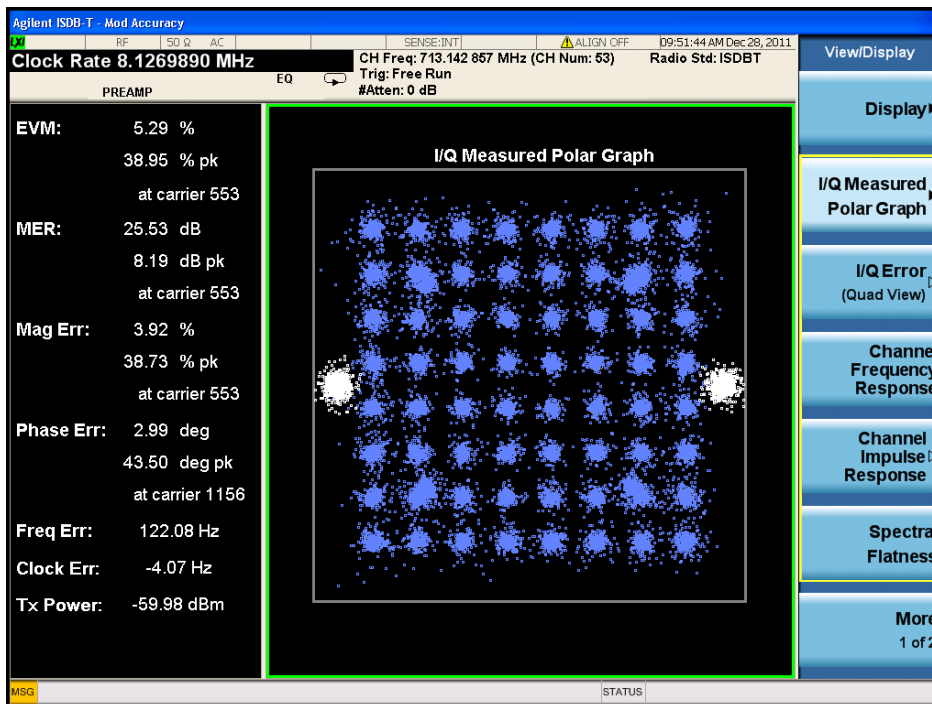 Agilent ISDB-T - Mod Accuracy
LXI RF 50 Ω AC SENSE:INT ALIGN OFF 09:51:44 AM Dec 28, 2011
Clock Rate 8.1269890 MHz
CH Freq: 713.142 857 MHz (CH Num: 53) Radio Std: ISDBT
EQ Trig: Free Run
PREAMP #Atten: 0 dB
EVM: 5.29 %
38.95 % pk
at carrier 553
MER: 25.53 dB
8.19 dB pk
at carrier 553
Mag Err: 3.92 %
38.73 % pk
at carrier 553
Phase Err: 2.99 deg
43.50 deg pk
at carrier 1156
Freq Err: 122.08 Hz
Clock Err: -4.07 Hz
Tx Power: -59.98 dBm
I/Q Measured Polar Graph
View/Display
Display
I/Q Measured
Polar Graph
I/Q Error
(Quad View)
Channe
Frequency
Response
Channel
Impulse
Response
Spectra
Flatness
More
1 of 2
MSG STATUS